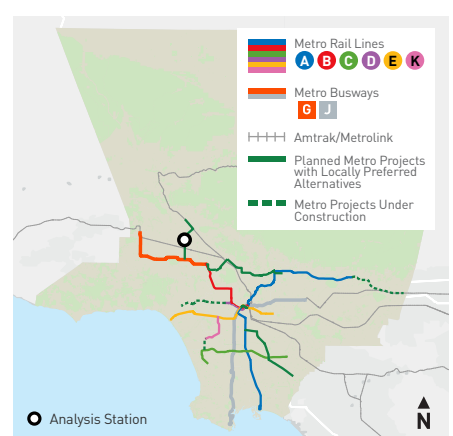 Metro Rail Lines
A B C D E K
Metro Busways
G J
Amtrak/Metrolink
Planned Metro Projects
with Locally Preferred
Alternatives
Metro Projects Under
Construction
Analysis Station
N